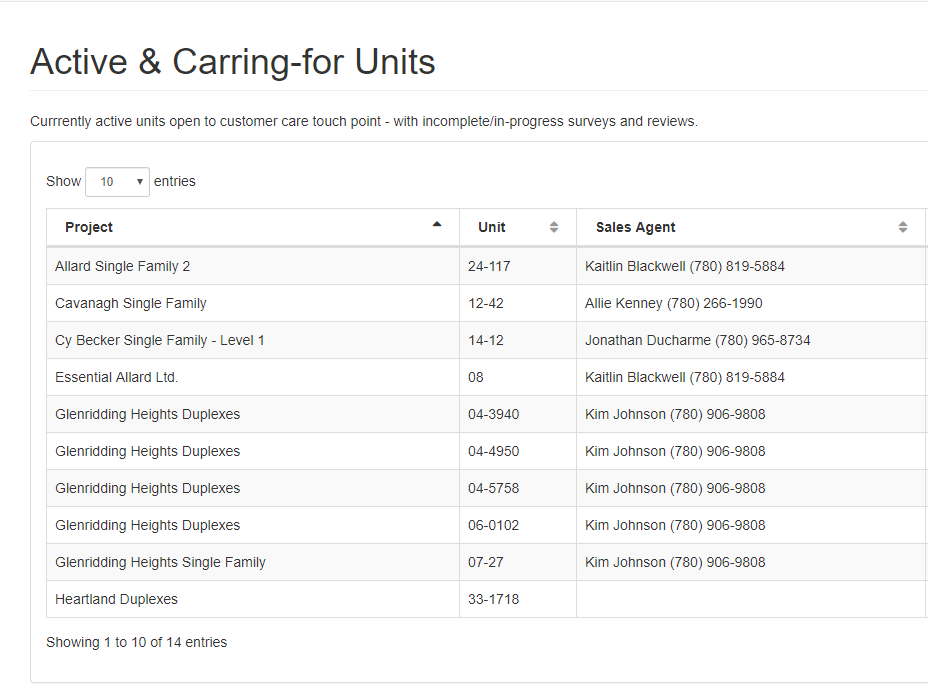 Active & Carring-for Units
Currrently active units open to customer care touch point - with incomplete/in-progress surveys and reviews.
Show 10 entries
Project Unit Sales Agent
Allard Single Family 2 24-117 Kaitlin Blackwell (780) 819-5884
Cavanagh Single Family 12-42 Allie Kenney (780) 266-1990
Cy Becker Single Family - Level 1 14-12 Jonathan Ducharme (780) 965-8734
Essential Allard Ltd. 08 Kaitlin Blackwell (780) 819-5884
Glenridding Heights Duplexes 04-3940 Kim Johnson (780) 906-9808
Glenridding Heights Duplexes 04-4950 Kim Johnson (780) 906-9808
Glenridding Heights Duplexes 04-5758 Kim Johnson (780) 906-9808
Glenridding Heights Duplexes 06-0102 Kim Johnson (780) 906-9808
Glenridding Heights Single Family 07-27 Kim Johnson (780) 906-9808
Heartland Duplexes 33-1718
Showing 1 to 10 of 14 entries